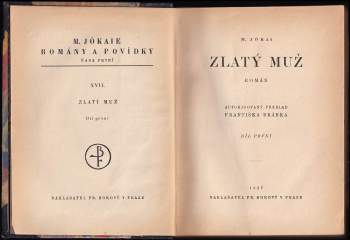 M. JÓKAIE
ROMÁNY A POVÍDKY
ŘADA PRVNÍ
XVII.
ZLATÝ MUŽ
Díl první
NAKLADATEL FR. BOROVÝ V PRAZE
M. JÓKAI
ZLATÝ MUŽ
ROMÁN
AUTORISOVANÝ PŘEKLAD
FRANTIŠKA BRÁBKA
DÍL PRVNÍ
NAKLADATEL FR. BOROVÝ V PRAZE